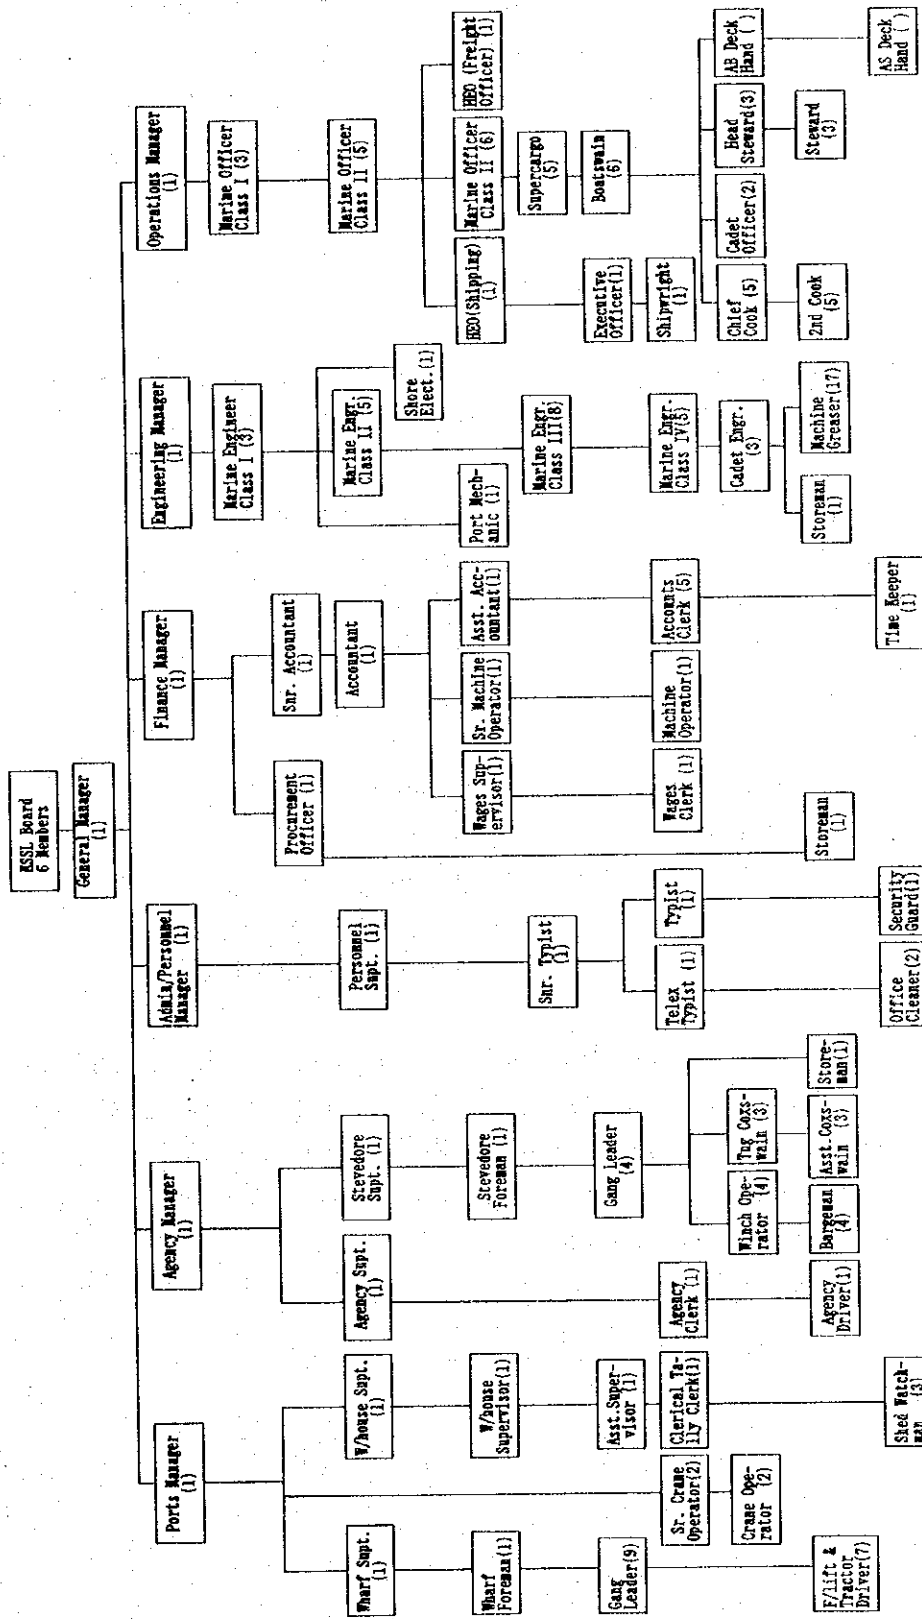 KSSL Board
6 Members
General Manager
(1)
Ports Manager
(1)
Agency Manager
(1)
Admin/Personnel
Manager (1)
Finance Manager
(1)
Engineering Manager
(1)
Operations Manager
(1)
Wharf Supt.
(1)
W/house Supt.
(1)
Wharf
Foreman(1)
W/house
Supervisor(1)
Gang
Leader(9)
Asst.Super-
visor (1)
Sr. Crane
Operator(2)
Clerical Ta-
lly Clerk(1)
Crane Ope-
rator (2)
F/lift &
Tractor
Driver(7)
Shed Watch-
man (3)
Agency Supt.
(1)
Stevedore
Supt. (1)
Stevedore
Foreman (1)
Gang Leader
(4)
Agency
Clerk (1)
Winch Ope-
rator (4)
Tug Coxs-
wain (3)
Store-
man(1)
Agency
Driver(1)
Bargeman
(4)
Asst.Coxs-
wain (3)
Personnel
Supt. (1)
Snr. Typist
(1)
Telex
Typist (1)
Typist
(1)
Office
Cleaner(2)
Security
Guard(1)
Procurement
Officer (1)
Snr. Accountant
(1)
Accountant
(1)
Wages Sup-
ervisor(1)
Sr. Machine
Operator(1)
Asst. Acc-
ountant(1)
Wages
Clerk (1)
Machine
Operator(1)
Accounts
Clerk (5)
Storeman
(1)
Time Keeper
(1)
Marine Engineer
Class I (3)
Marine Engr.
Class II (5)
Shore
Elect.(1)
Port Mech-
anic (1)
Marine Engr.
Class III(8)
Marine Engr.
Class IV(5)
Cadet Engr.
(3)
Storeman
(1)
Machine
Greaser(17)
Marine Officer
Class I (3)
Marine Officer
Class II (5)
HEO(Shipping)
(1)
Marine Officer
Class II (6)
HEO (Freight
Officer) (1)
Supercargo
(5)
Executive
Officer(1)
Boatswain
(6)
Shipwright
(1)
Chief
Cook (5)
Cadet
Officer(2)
Head
Steward(3)
AB Deck
Hand ( )
2nd Cook
(5)
Steward
(3)
AS Deck
Hand ( )